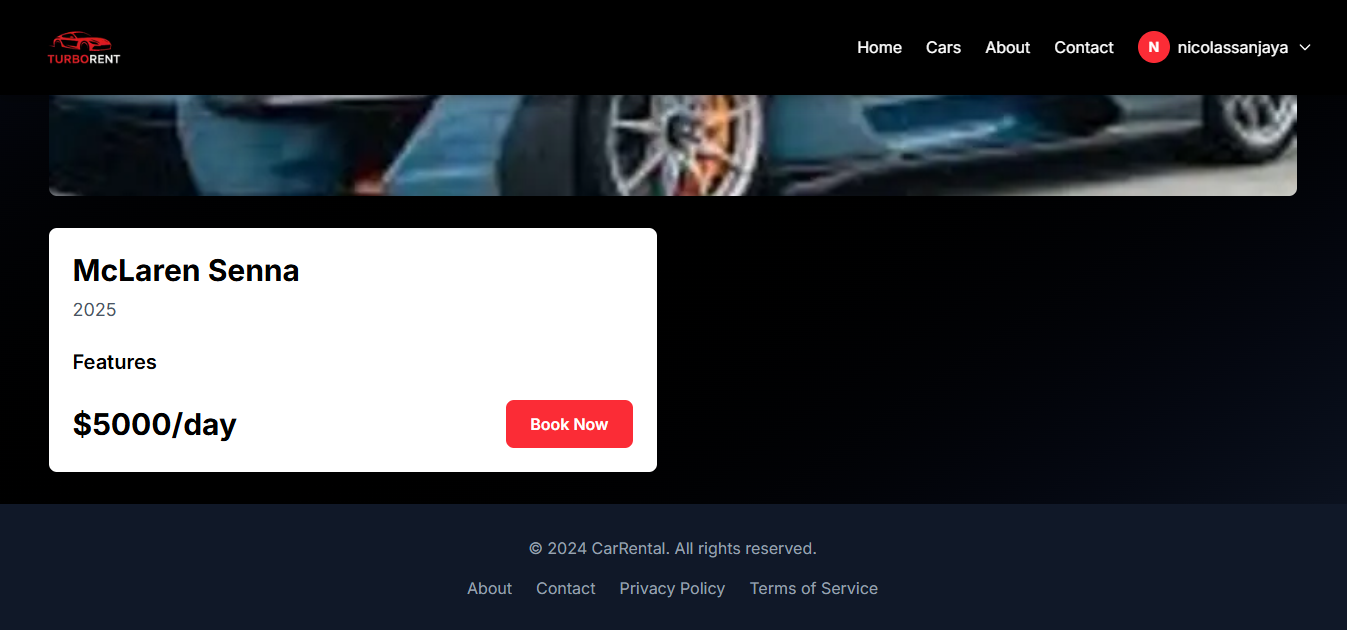 TURBORENT
Home Cars About Contact N nicolassanjaya
McLaren Senna
2025
Features
$5000/day
Book Now
© 2024 CarRental. All rights reserved.
About Contact Privacy Policy Terms of Service